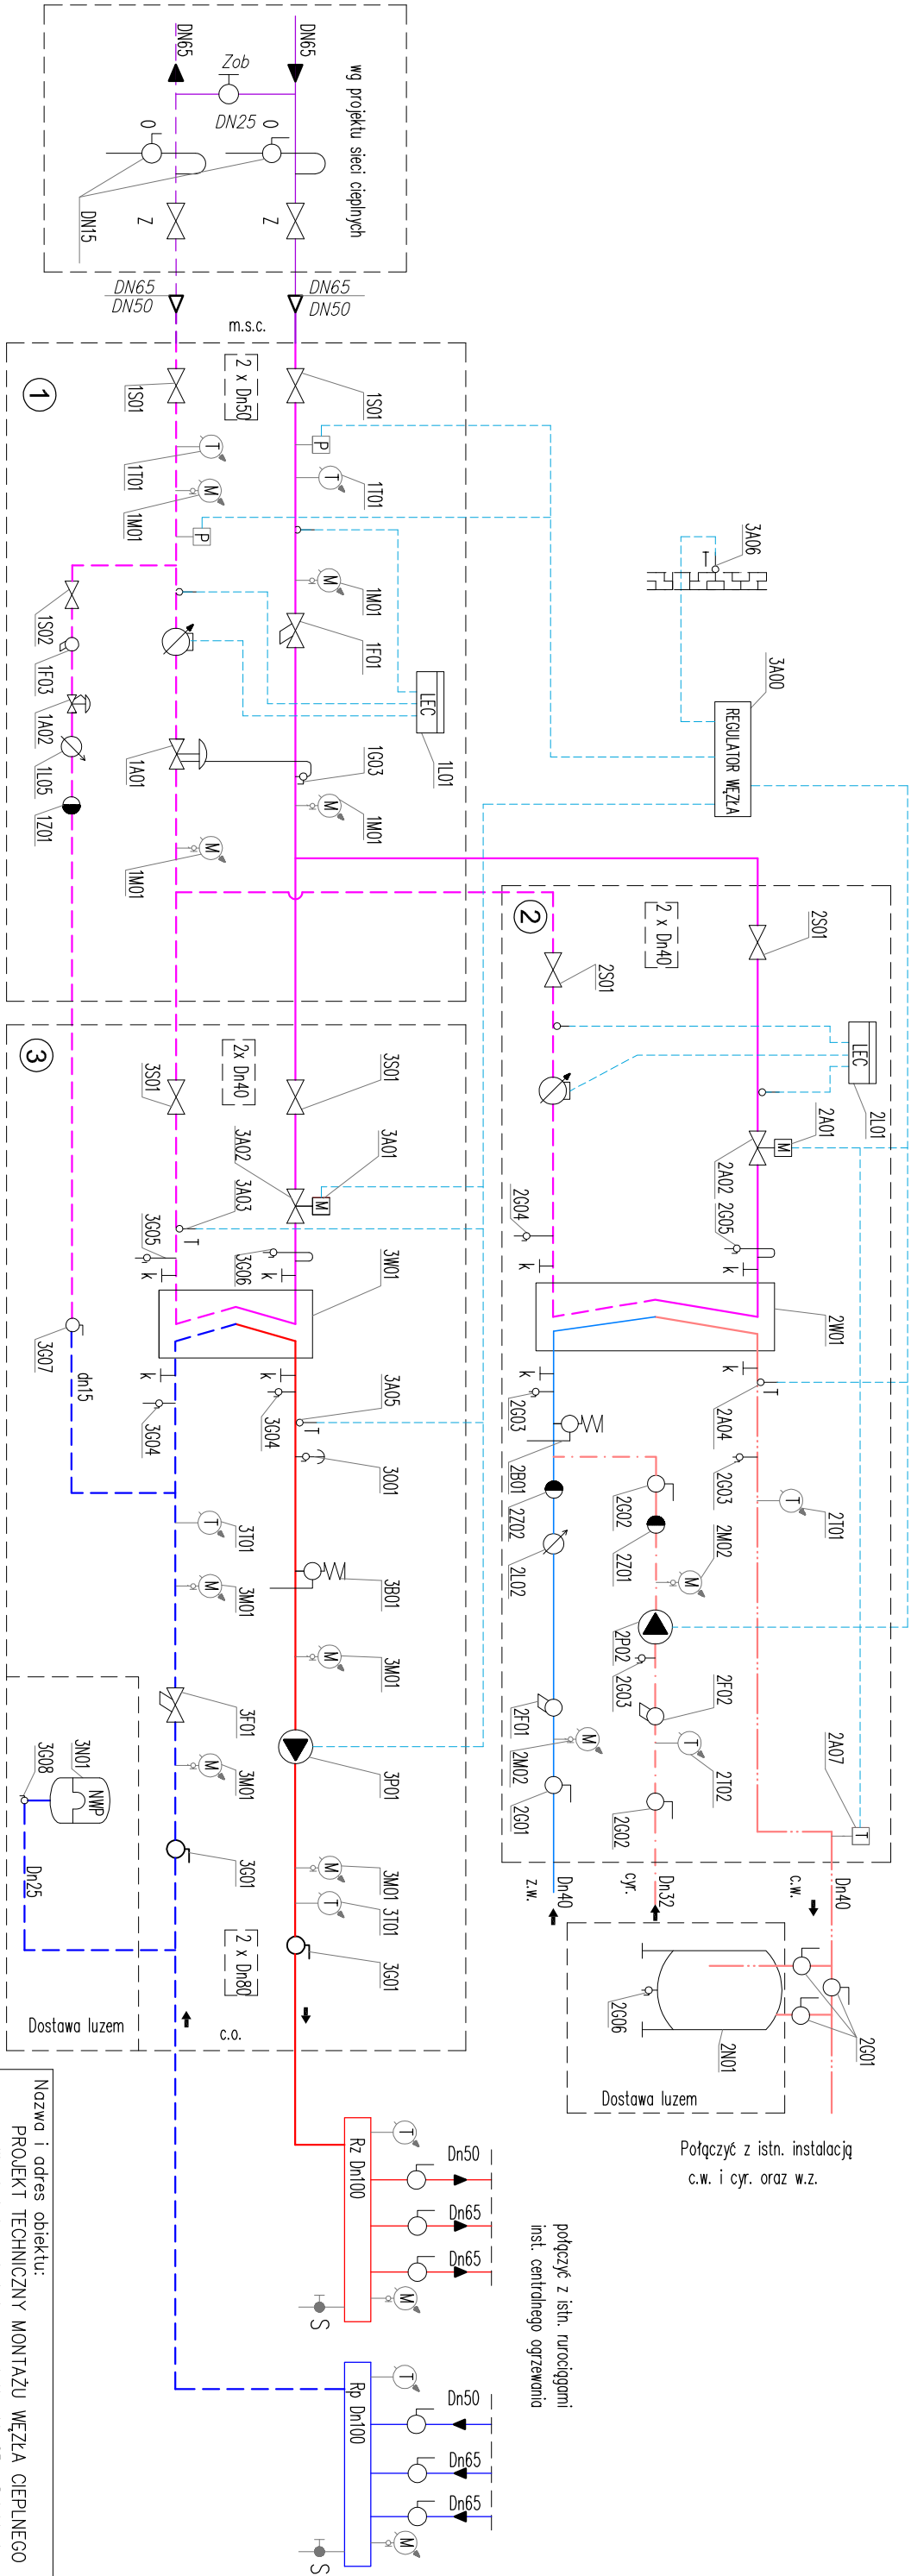 wg projektu sieci cieplnych
DN65
DN65
Zob
DN25
O
O
Z
Z
DN15
DN65
DN50
DN65
DN50
m.s.c.
1
2 x Dn50
1S01
1S01
P
T
1T01
T
1T01
M
1M01
P
M
1M01
1F01
LEC
1L01
1G03
M
1M01
1A01
M
1M01
1S02
1F03
1A02
1L05
1Z01
3A06
T
3A00
REGULATOR WĘZŁA
2
2 x Dn40
2S01
2S01
LEC
2L01
M
2A01
2A02
2G05
2G04
k
k
2W01
k
k
T
2A04
2G03
2G03
2B01
2Z02
2L02
T
2T01
2G02
2Z01
M
2M02
2P02
2G03
2F02
T
2T02
2G02
2F01
M
2M02
2G01
2A07
T
Dn40
c.w.
Dn32
cyr.
Dn40
z.w.
2G01
2G06
2N01
Dostawa luzem
Połączyć z istn. instalacją
c.w. i cyr. oraz w.z.
3
2x Dn40
3S01
3S01
M
3A01
3A02
3A03
T
3G05
3G06
k
k
3W01
k
k
3G04
3G04
3G07
dn15
3A05
T
3O01
3B01
T
3T01
M
3M01
M
3M01
3F01
M
3M01
3P01
3G01
M
3M01
T
3T01
3G01
2 x Dn80
3N01
NWP
3G08
Dn25
Dostawa luzem
c.o.
T
Rz Dn100
Dn50
Dn65
Dn65
M
S
połączyć z istn. rurociągami
inst. centralnego ogrzewania
T
Rp Dn100
Dn50
Dn65
Dn65
M
S
Nazwa i adres obiektu:
PROJEKT TECHNICZNY MONTAŻU WĘZŁA CIEPLNEGO